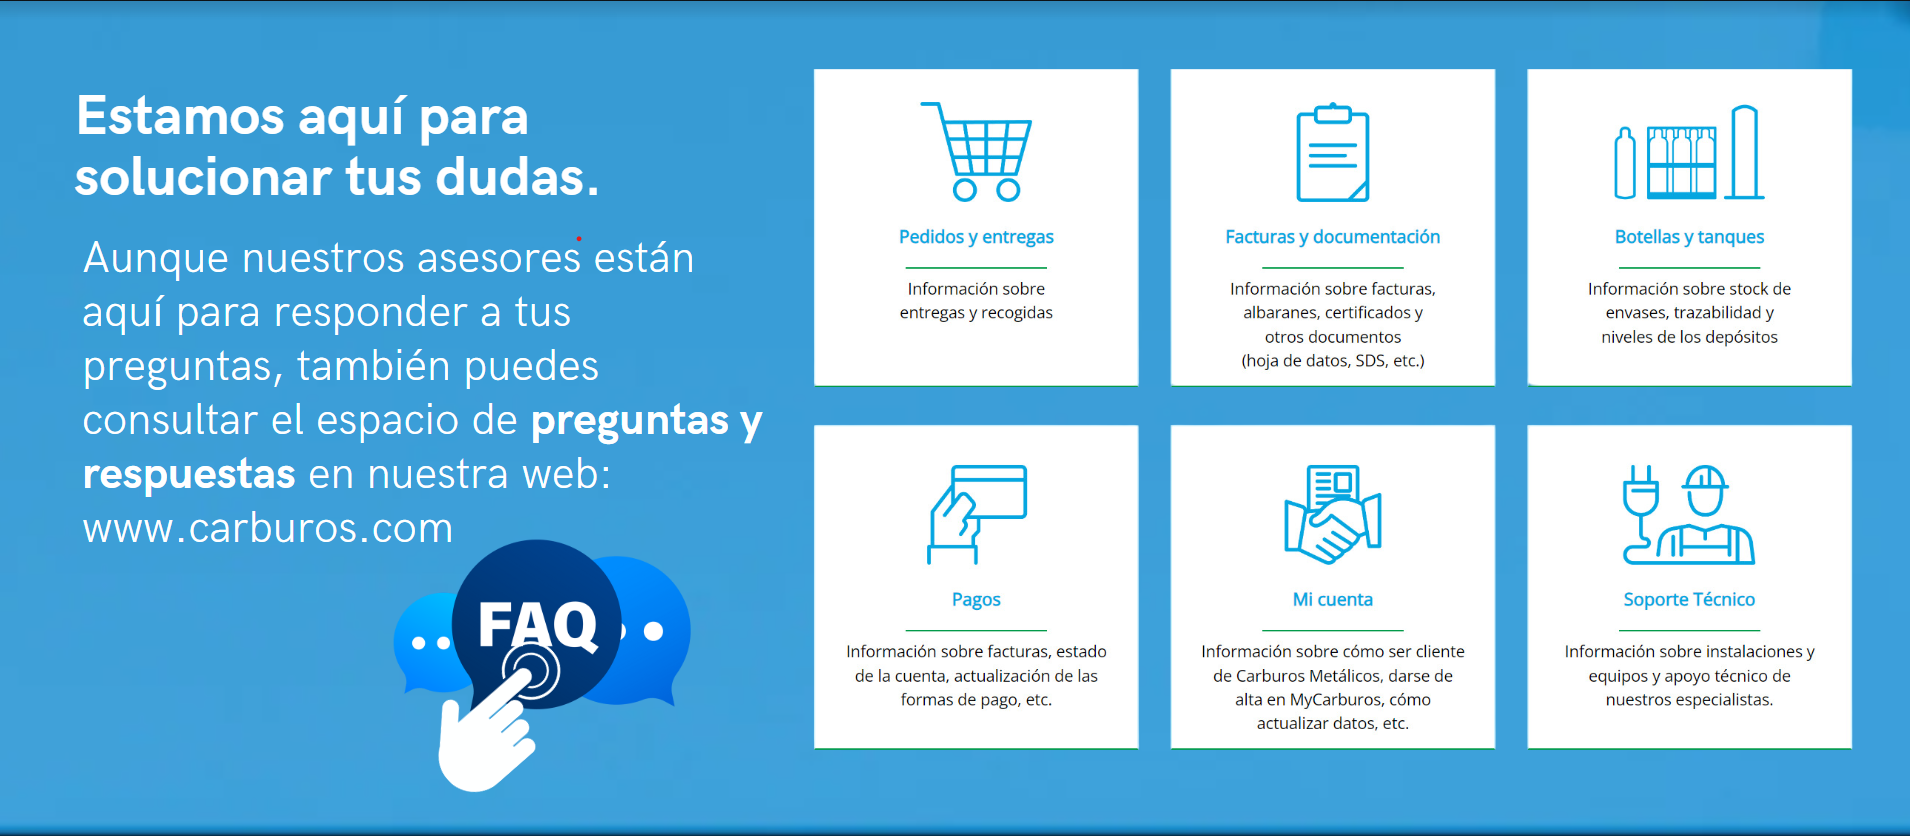 Estamos aquí para
solucionar tus dudas.
Aunque nuestros asesores están
aquí para responder a tus
preguntas, también puedes
consultar el espacio de preguntas y
respuestas en nuestra web:
www.carburos.com
FAQ
Pedidos y entregas
Información sobre
entregas y recogidas
Facturas y documentación
Información sobre facturas,
albaranes, certificados y
otros documentos
(hoja de datos, SDS, etc.)
Botellas y tanques
Información sobre stock de
envases, trazabilidad y
niveles de los depósitos
Pagos
Información sobre facturas, estado
de la cuenta, actualización de las
formas de pago, etc.
Mi cuenta
Información sobre cómo ser cliente
de Carburos Metálicos, darse de
alta en MyCarburos, cómo
actualizar datos, etc.
Soporte Técnico
Información sobre instalaciones y
equipos y apoyo técnico de
nuestros especialistas.